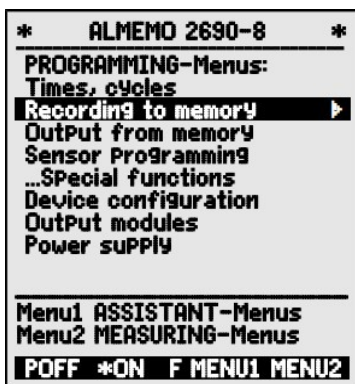 * ALMEMO 2690-8 *
PROGRAMMING-Menus:
Times, cycles
Recording to memory
Output from memory
Sensor Programming
...Special functions
Device configuration
Output modules
Power supply
Menu1 ASSISTANT-Menus
Menu2 MEASURING-Menus
POFF *ON F MENU1 MENU2